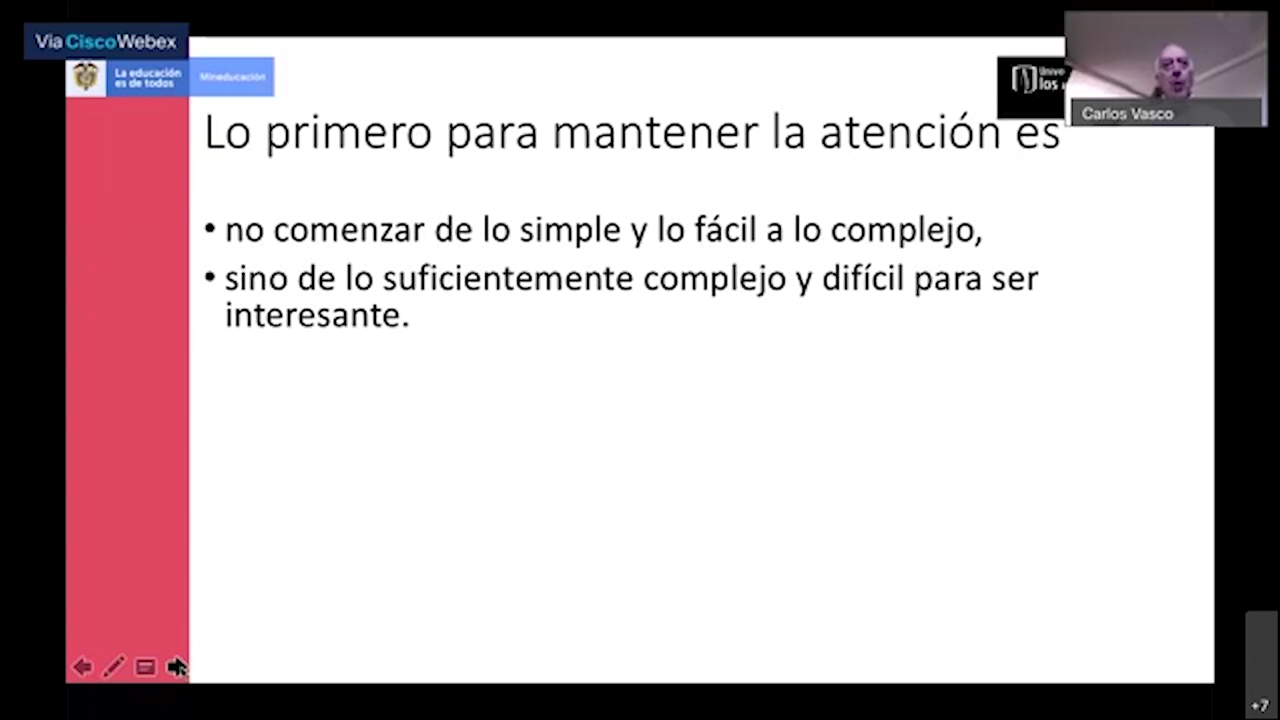 Vía CiscoWebex
La educación
es de todos
Mineducación
los
Carlos Vasco
Lo primero para mantener la atención es
• no comenzar de lo simple y lo fácil a lo complejo,
• sino de lo suficientemente complejo y difícil para ser
interesante.
+7